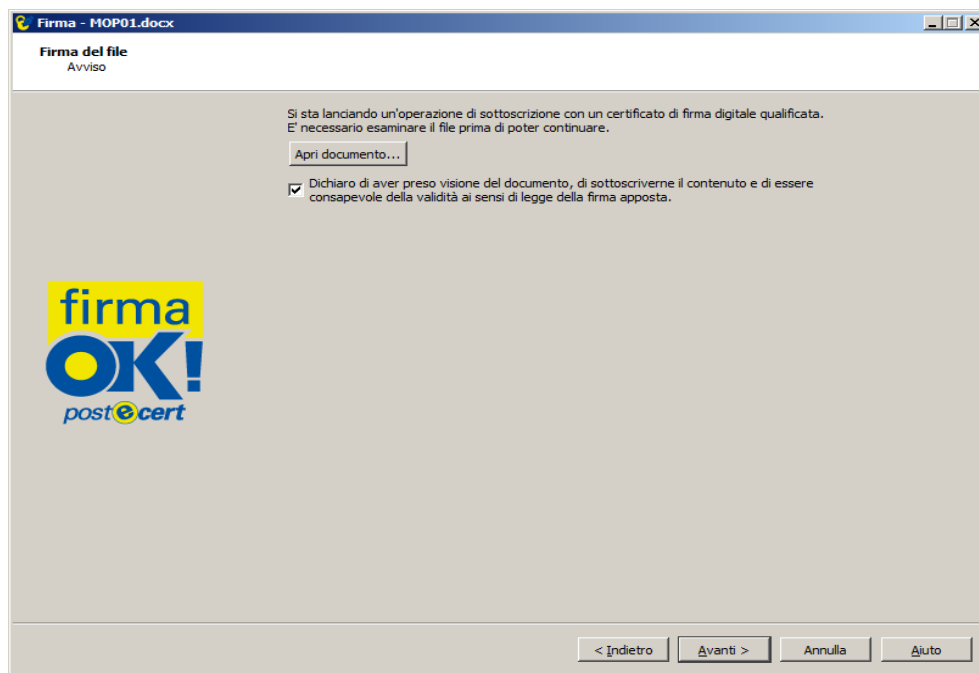 Firma - MOP01.docx
Firma del file
Avviso
Si sta lanciando un'operazione di sottoscrizione con un certificato di firma digitale qualificata.
E' necessario esaminare il file prima di poter continuare.
Apri documento...
Dichiaro di aver preso visione del documento, di sottoscriverne il contenuto e di essere
consapevole della validità ai sensi di legge della firma apposta.
firma
OK!
postecert
< Indietro
Avanti >
Annulla
Aiuto